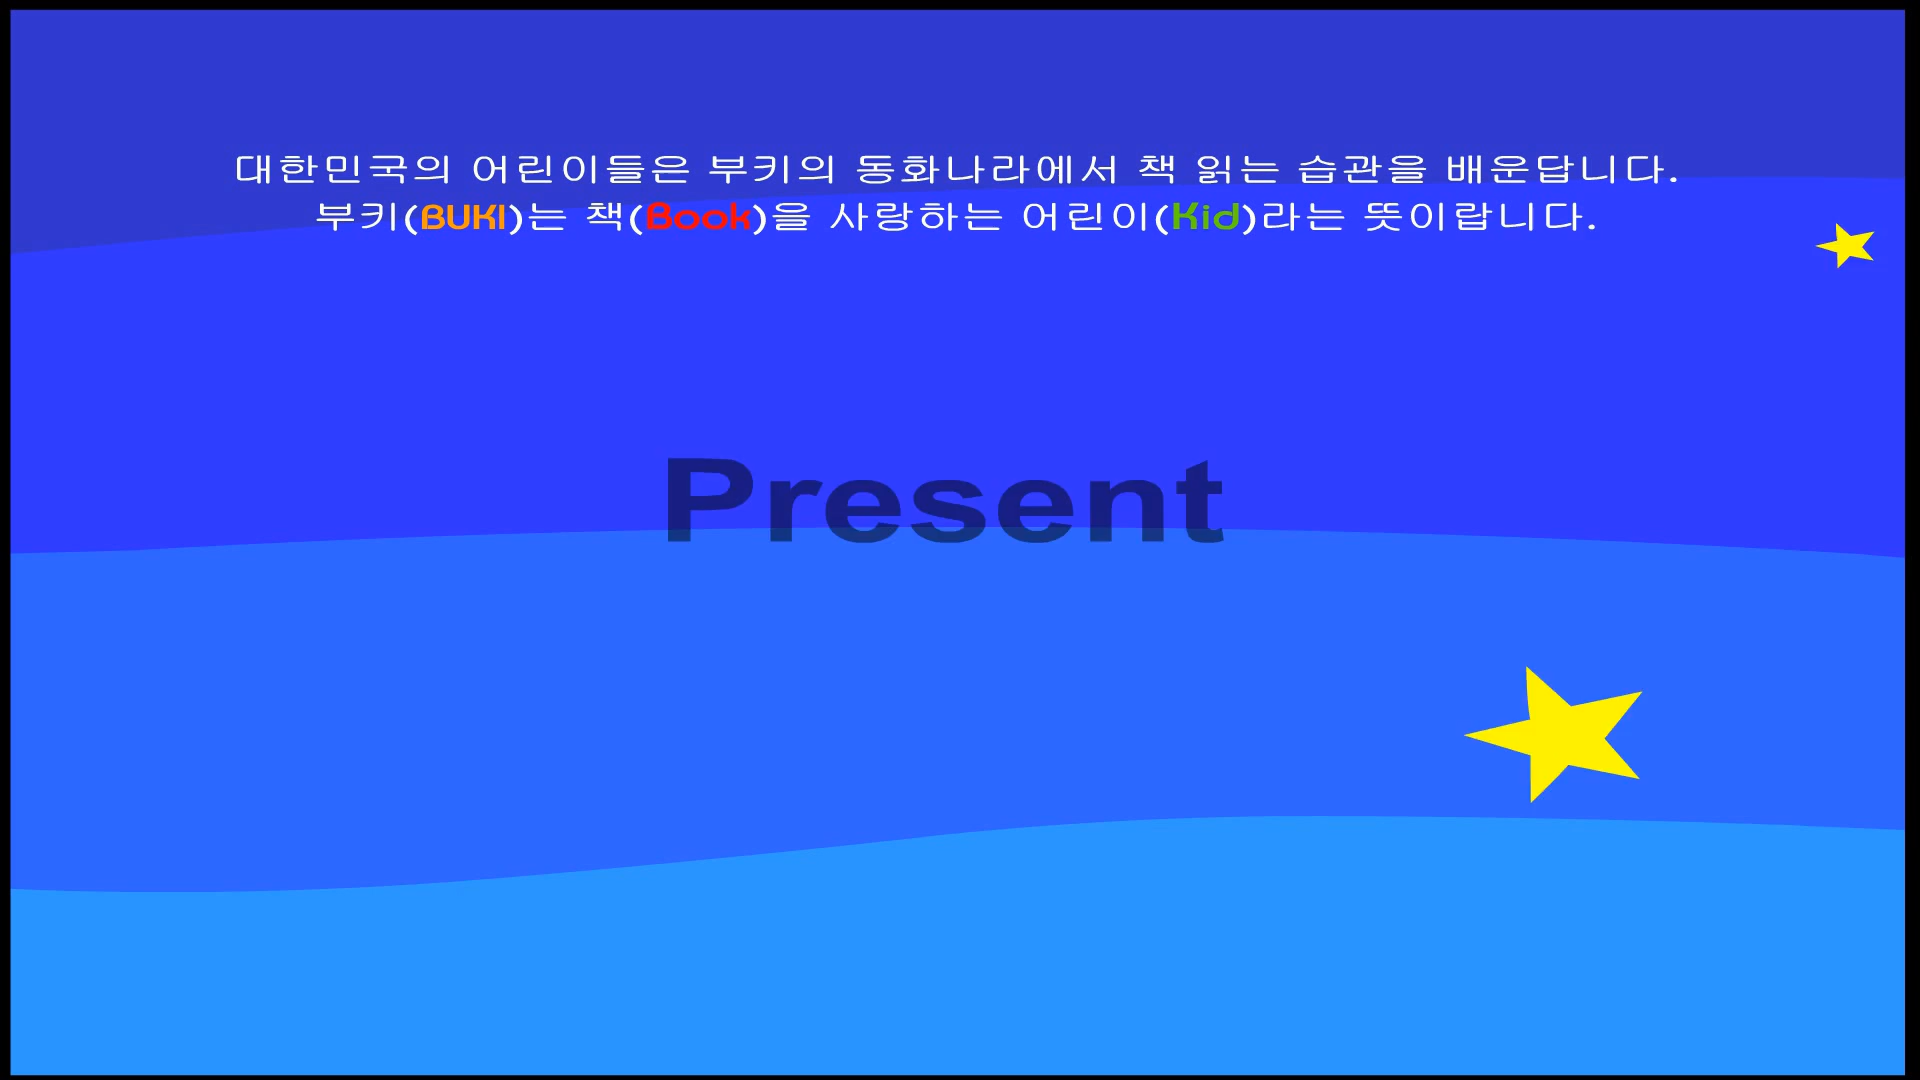 대한민국의 어린이들은 부키의 동화나라에서 책 읽는 습관을 배운답니다.
부키(BUKI)는 책(Book)을 사랑하는 어린이(Kid)라는 뜻이랍니다.
Present